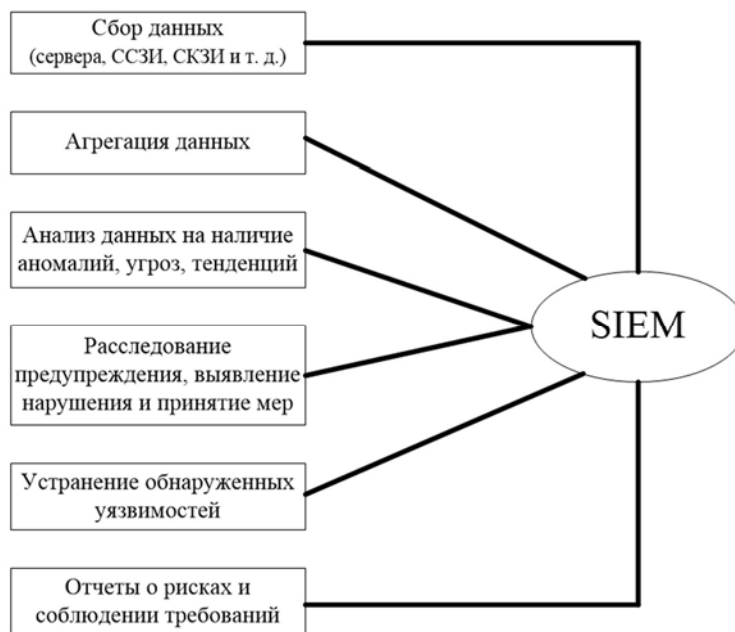 Сбор данных
(сервера, ССЗИ, СКЗИ и т. д.)
Агрегация данных
Анализ данных на наличие
аномалий, угроз, тенденций
Расследование
предупреждения, выявление
нарушения и принятие мер
Устранение обнаруженных
уязвимостей
Отчеты о рисках и
соблюдении требований
SIEM